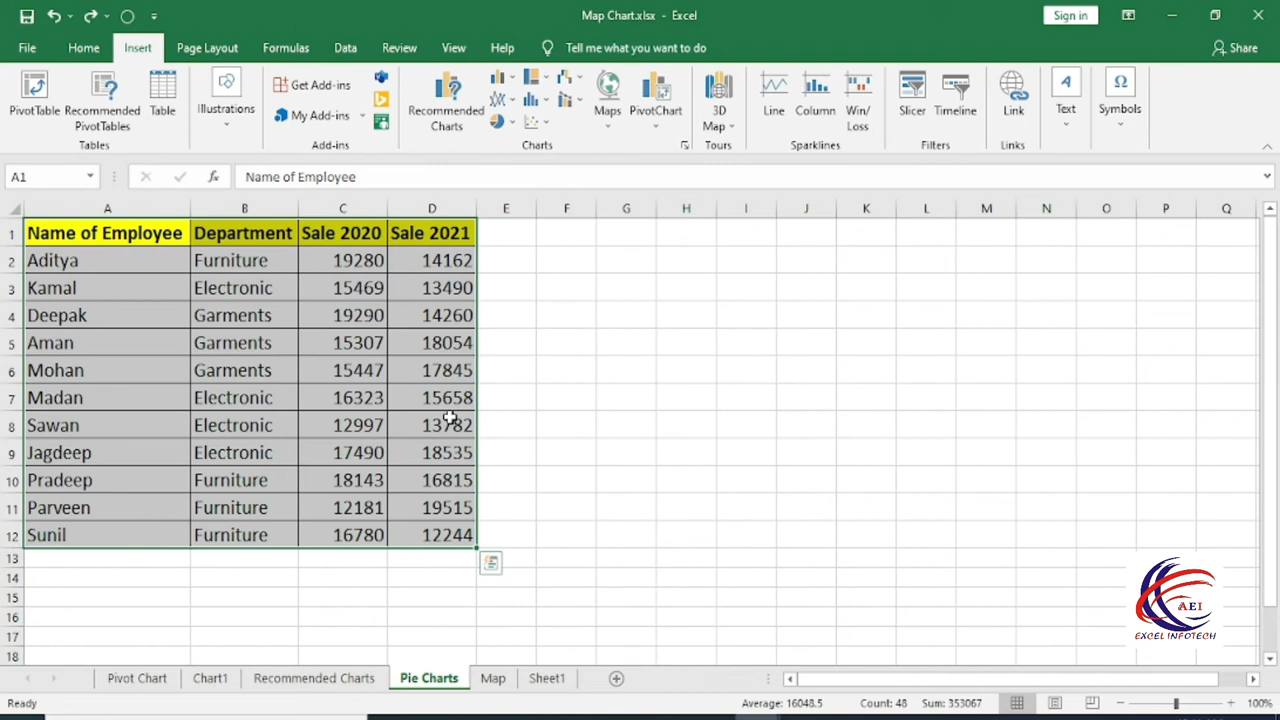 Map Chart.xlsx - Excel
Sign in
File Home Insert Page Layout Formulas Data Review View Help Tell me what you want to do Share
PivotTable Recommended PivotTables Table
Tables
Illustrations
Get Add-ins
My Add-ins
Add-ins
Recommended Charts
Maps PivotChart
Charts
3D Map
Tours
Line Column Win/Loss
Sparklines
Slicer Timeline
Filters
Link
Links
Text
Symbols
A1 fx Name of Employee
A B C D E F G H I J K L M N O P Q
1 Name of Employee Department Sale 2020 Sale 2021
2 Aditya Furniture 19280 14162
3 Kamal Electronic 15469 13490
4 Deepak Garments 19290 14260
5 Aman Garments 15307 18054
6 Mohan Garments 15447 17845
7 Madan Electronic 16323 15658
8 Sawan Electronic 12997 13782
9 Jagdeep Electronic 17490 18535
10 Pradeep Furniture 18143 16815
11 Parveen Furniture 12181 19515
12 Sunil Furniture 16780 12244
13
14
15
16
17
18
AEI
EXCEL INFOTECH
Pivot Chart Chart1 Recommended Charts Pie Charts Map Sheet1
Ready Average: 16048.5 Count: 48 Sum: 353067 100%